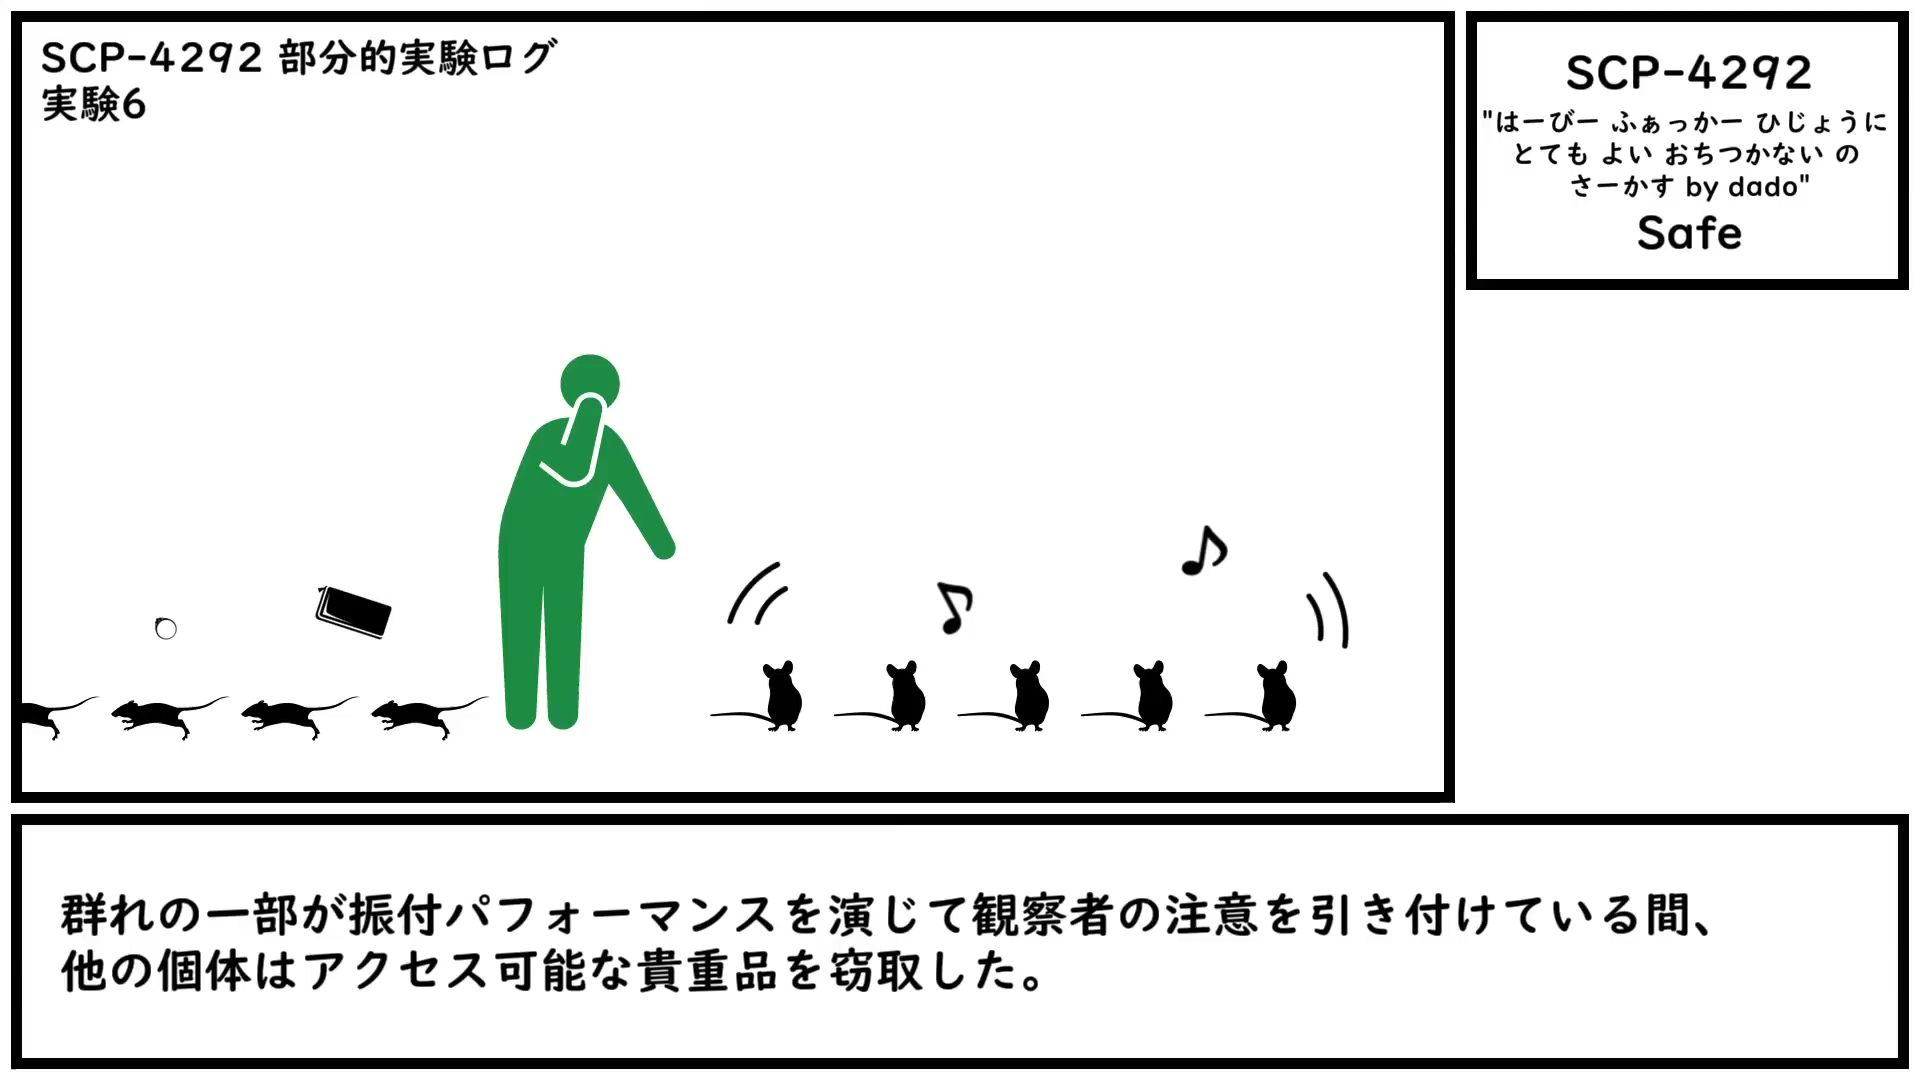 SCP-4292 部分的実験ログ
実験6
SCP-4292
"はーびー ふぁっかー ひじょうに
とても よい おちつかない の
さーかす by dado"
Safe
群れの一部が振付パフォーマンスを演じて観察者の注意を引き付けている間、
他の個体はアクセス可能な貴重品を窃取した。